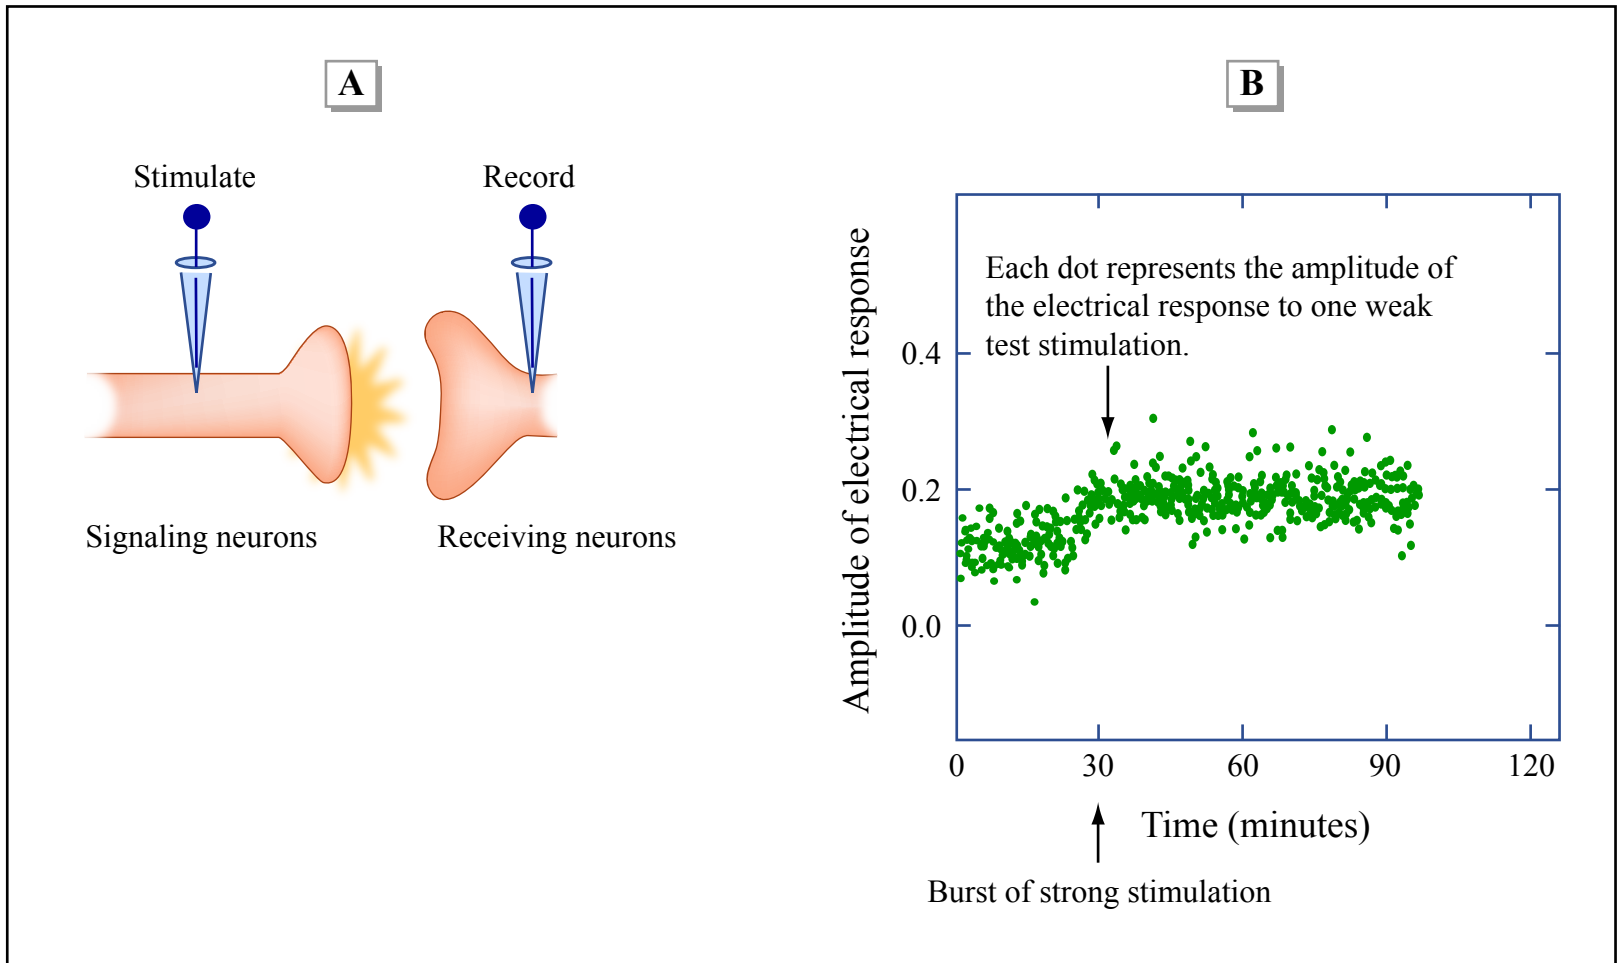 A
Stimulate
Record
Signaling neurons
Receiving neurons
B
Amplitude of electrical response
Each dot represents the amplitude of
the electrical response to one weak
test stimulation.
0.4
0.2
0.0
0 30 60 90 120
Time (minutes)
Burst of strong stimulation